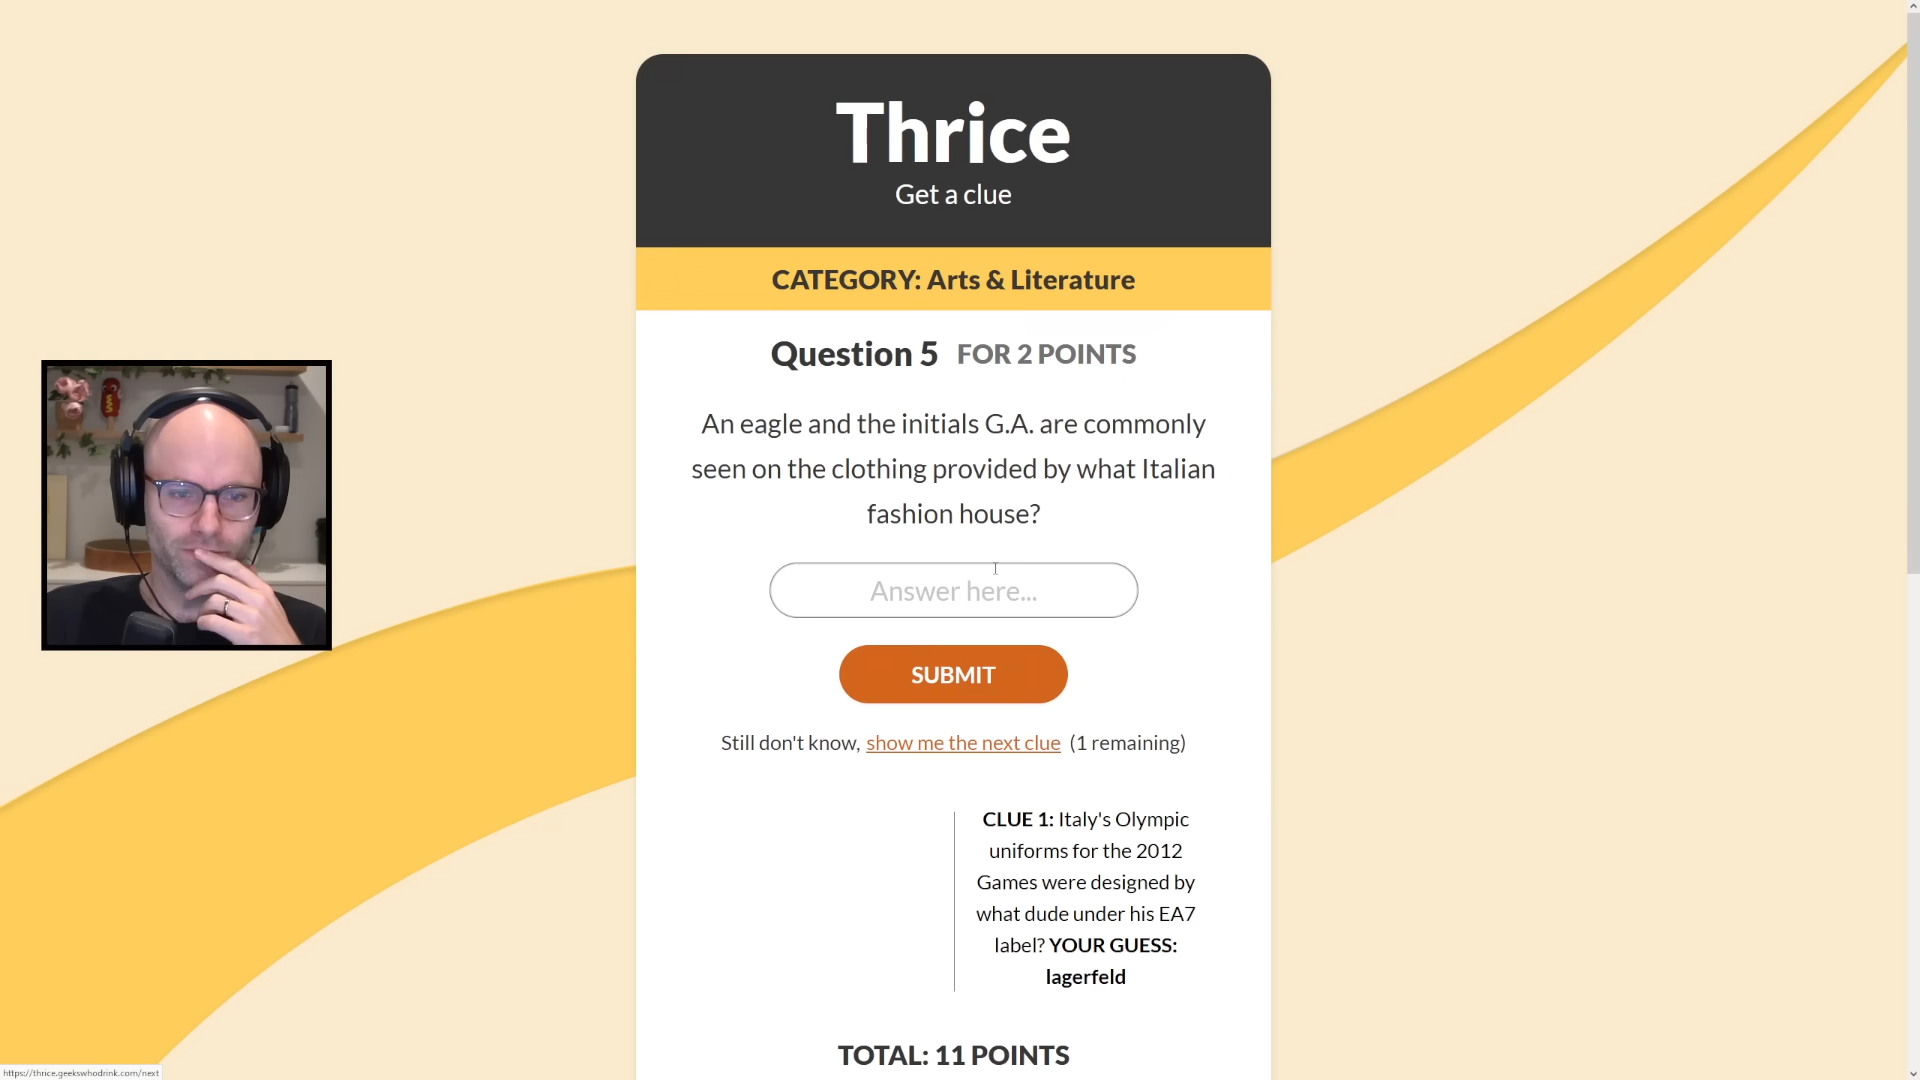 Thrice
Get a clue
CATEGORY: Arts & Literature
Question 5 FOR 2 POINTS
An eagle and the initials G.A. are commonly
seen on the clothing provided by what Italian
fashion house?
Answer here...
SUBMIT
Still don't know, show me the next clue (1 remaining)
CLUE 1: Italy's Olympic
uniforms for the 2012
Games were designed by
what dude under his EA7
label? YOUR GUESS:
lagerfeld
TOTAL: 11 POINTS
https://thrice.geekswhodrink.com/next